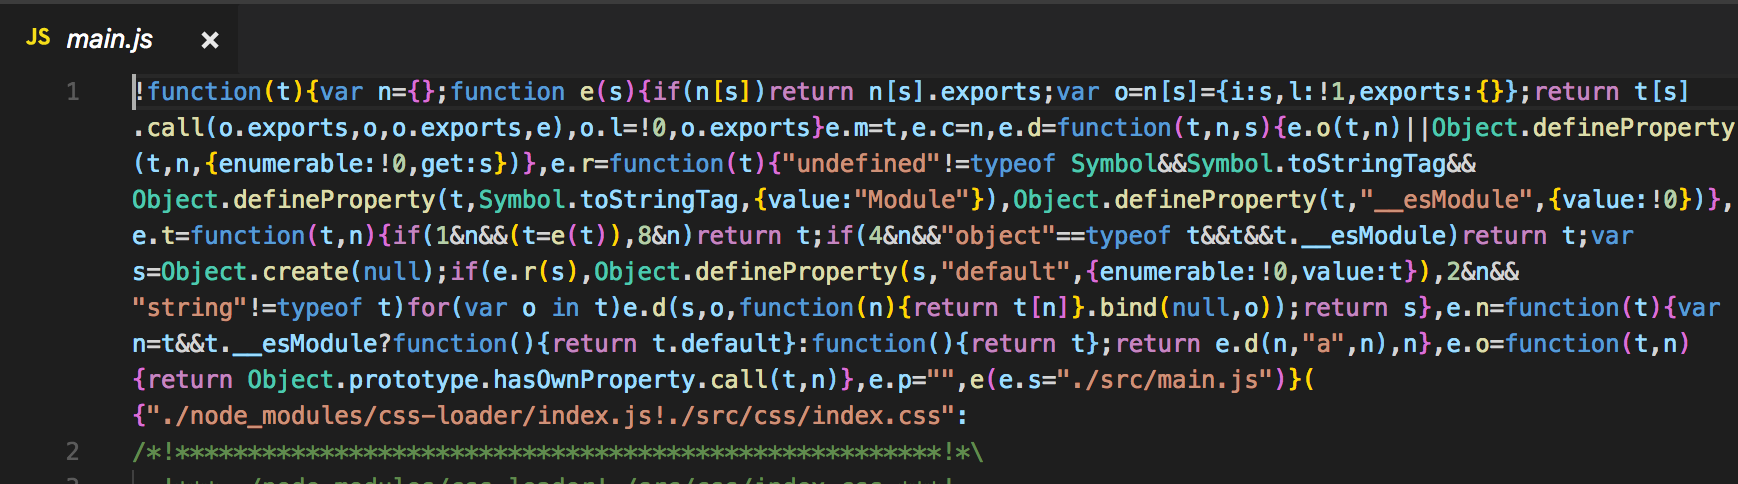 JS main.js ×
1 !function(t){var n={};function e(s){if(n[s])return n[s].exports;var o=n[s]={i:s,l:!1,exports:{}};return t[s]
.call(o.exports,o,o.exports,e),o.l=!0,o.exports}e.m=t,e.c=n,e.d=function(t,n,s){e.o(t,n)||Object.defineProperty
(t,n,{enumerable:!0,get:s})},e.r=function(t){"undefined"!=typeof Symbol&&Symbol.toStringTag&&
Object.defineProperty(t,Symbol.toStringTag,{value:"Module"}),Object.defineProperty(t,"__esModule",{value:!0})},
e.t=function(t,n){if(1&n&&(t=e(t)),8&n)return t;if(4&n&&"object"==typeof t&&t&&t.__esModule)return t;var
s=Object.create(null);if(e.r(s),Object.defineProperty(s,"default",{enumerable:!0,value:t}),2&n&&
"string"!=typeof t)for(var o in t)e.d(s,o,function(n){return t[n]}.bind(null,o));return s},e.n=function(t){var
n=t&&t.__esModule?function(){return t.default}:function(){return t};return e.d(n,"a",n),n},e.o=function(t,n)
{return Object.prototype.hasOwnProperty.call(t,n)},e.p="",e(e.s="./src/main.js")}(
{"./node_modules/css-loader/index.js!./src/css/index.css":
2 /*!*****************************************************!*\